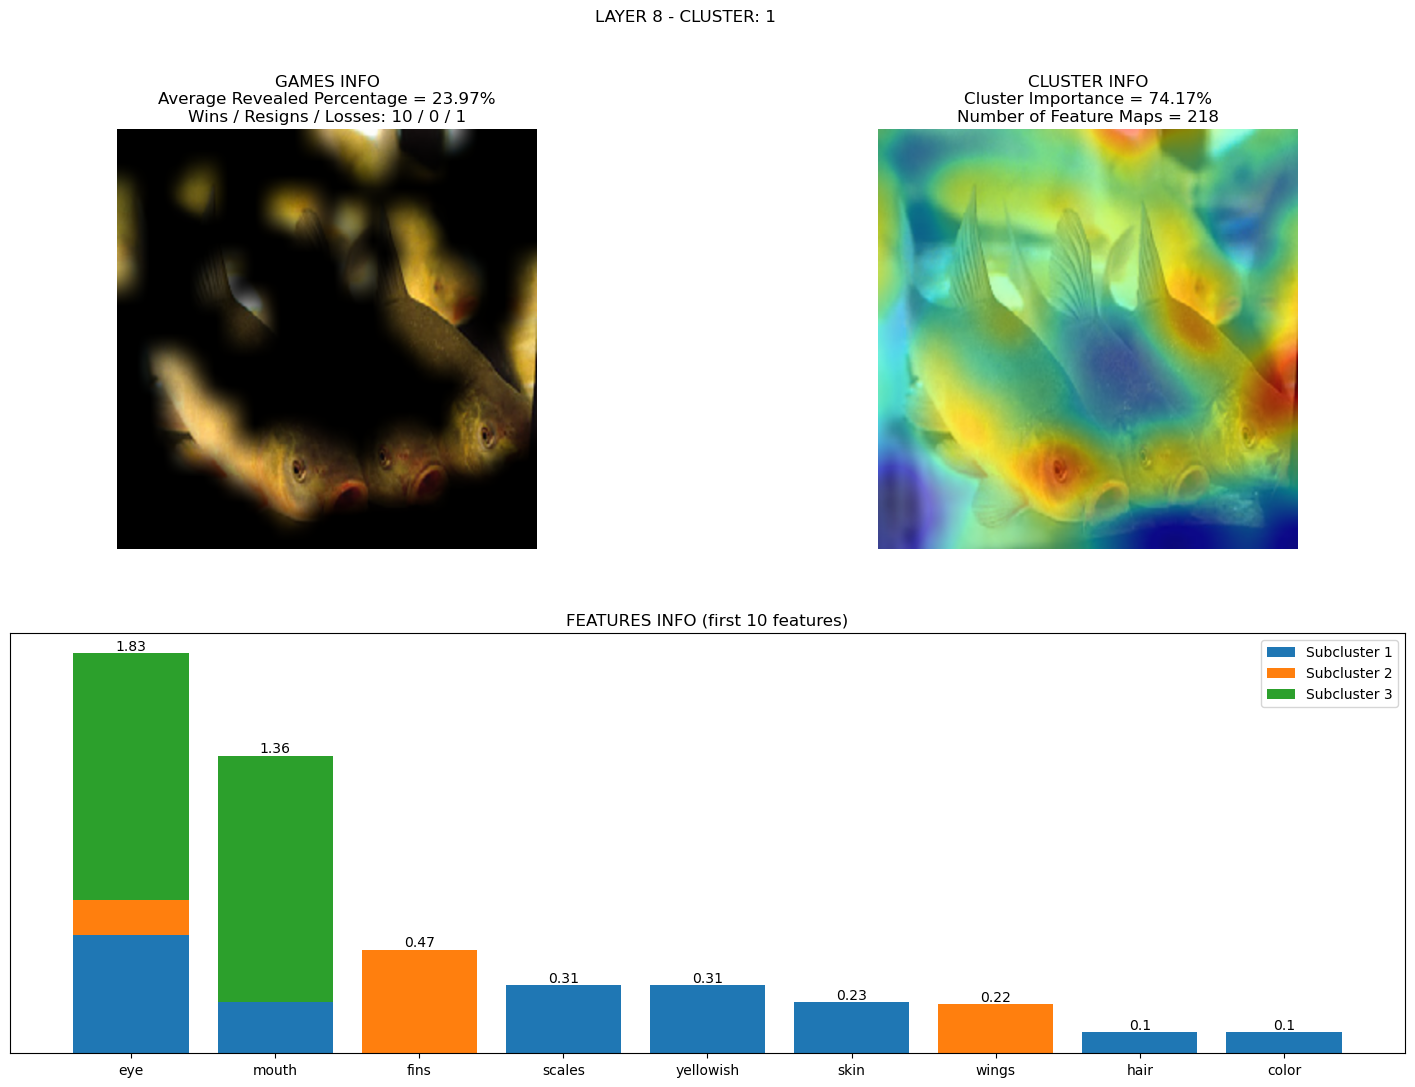 LAYER 8 - CLUSTER: 1
GAMES INFO
Average Revealed Percentage = 23.97%
Wins / Resigns / Losses: 10 / 0 / 1
CLUSTER INFO
Cluster Importance = 74.17%
Number of Feature Maps = 218
FEATURES INFO (first 10 features)
1.83
1.36
0.47
0.31
0.31
0.23
0.22
0.1
0.1
Subcluster 1
Subcluster 2
Subcluster 3
eye
mouth
fins
scales
yellowish
skin
wings
hair
color